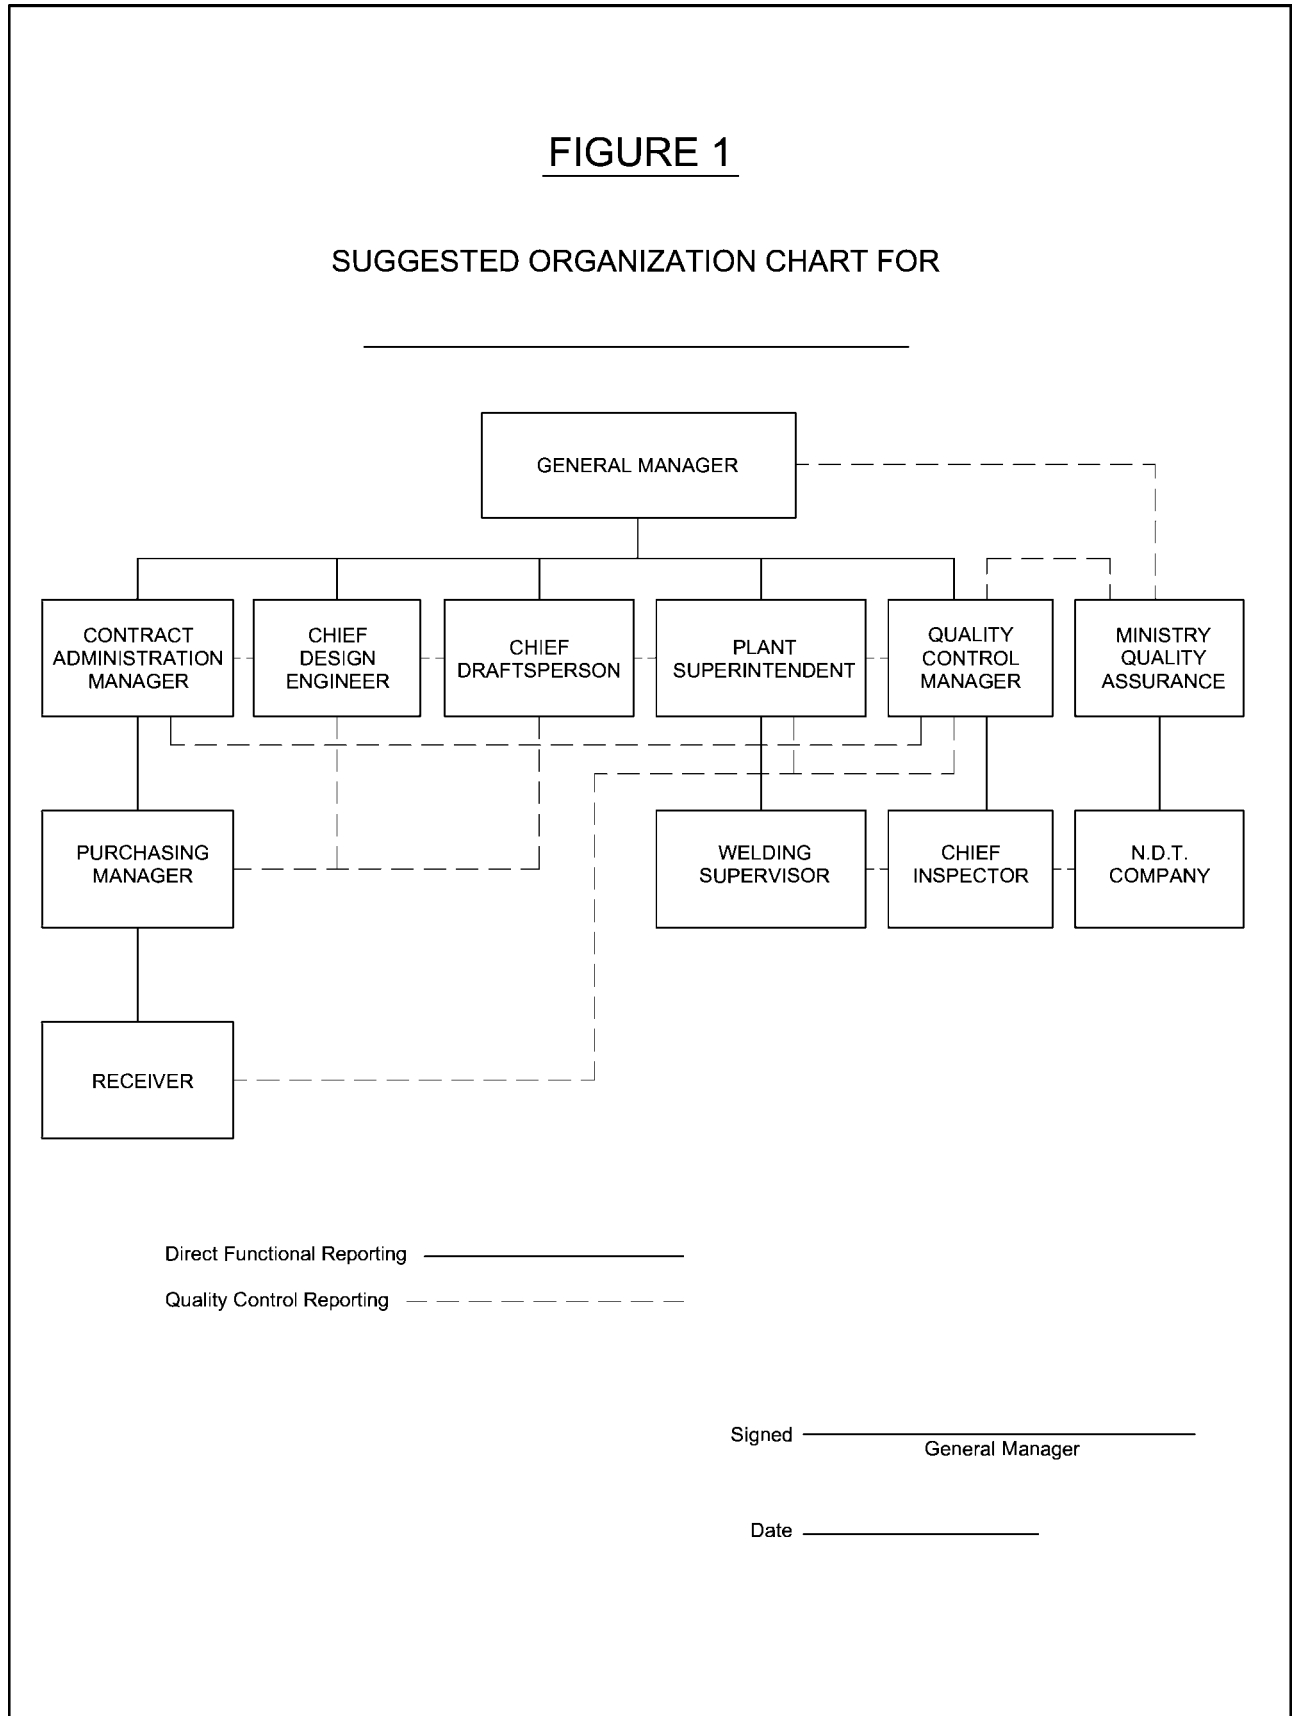 FIGURE 1
SUGGESTED ORGANIZATION CHART FOR
GENERAL MANAGER
CONTRACT
ADMINISTRATION
MANAGER
CHIEF
DESIGN
ENGINEER
CHIEF
DRAFTSPERSON
PLANT
SUPERINTENDENT
QUALITY
CONTROL
MANAGER
MINISTRY
QUALITY
ASSURANCE
PURCHASING
MANAGER
WELDING
SUPERVISOR
CHIEF
INSPECTOR
N.D.T.
COMPANY
RECEIVER
Direct Functional Reporting
Quality Control Reporting
Signed
General Manager
Date